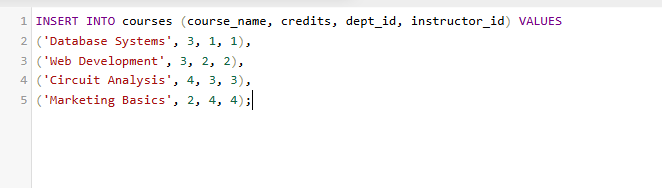 1 INSERT INTO courses (course_name, credits, dept_id, instructor_id) VALUES
2 ('Database Systems', 3, 1, 1),
3 ('Web Development', 3, 2, 2),
4 ('Circuit Analysis', 4, 3, 3),
5 ('Marketing Basics', 2, 4, 4);